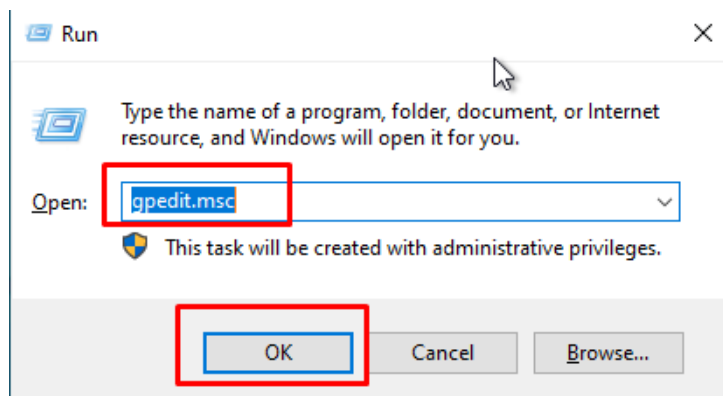 Run
Type the name of a program, folder, document, or Internet
resource, and Windows will open it for you.
Open: gpedit.msc
This task will be created with administrative privileges.
OK Cancel Browse...